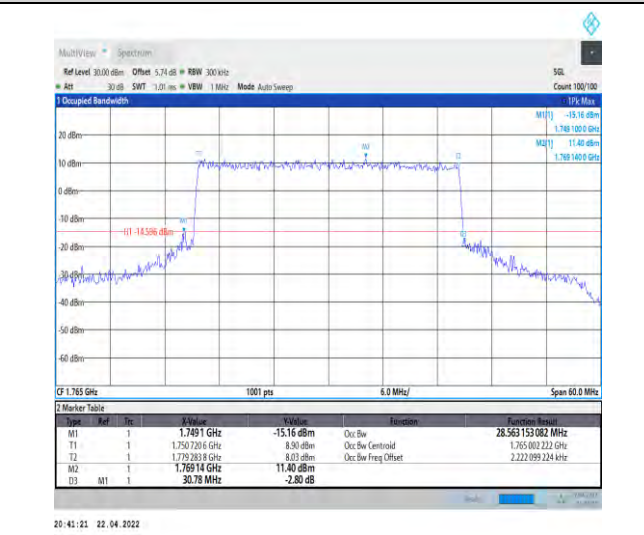 MultiView Spectrum
Ref Level 30.00 dBm Offset 5.74 dB RBW 300 kHz SGL
Att 30 dB SWT 1.01 ms VBW 1 MHz Mode Auto Sweep Count 100/100
1 Occupied Bandwidth 1Pk Max
M1[1] -15.16 dBm
1.749 100 0 GHz
M2[1] 11.40 dBm
1.769 140 0 GHz
20 dBm
10 dBm
0 dBm
-10 dBm
H1 -14.596 dBm
-20 dBm
-30 dBm
-40 dBm
-50 dBm
-60 dBm
M1
M2
CF 1.765 GHz 1001 pts 6.0 MHz/ Span 60.0 MHz
2 Marker Table
Type Ref Trc X-Value Y-Value Function Function Result
M1 1 1.7491 GHz -15.16 dBm Occ Bw 28.563 153 082 MHz
T1 1 1.750 720 6 GHz 8.90 dBm Occ Bw Centroid 1.765 002 222 GHz
T2 1 1.779 283 8 GHz 8.03 dBm Occ Bw Freq Offset 2.222 099 224 kHz
M2 1 1.76914 GHz 11.40 dBm
D3 M1 1 30.78 MHz -2.80 dB
20:41:21 22.04.2022